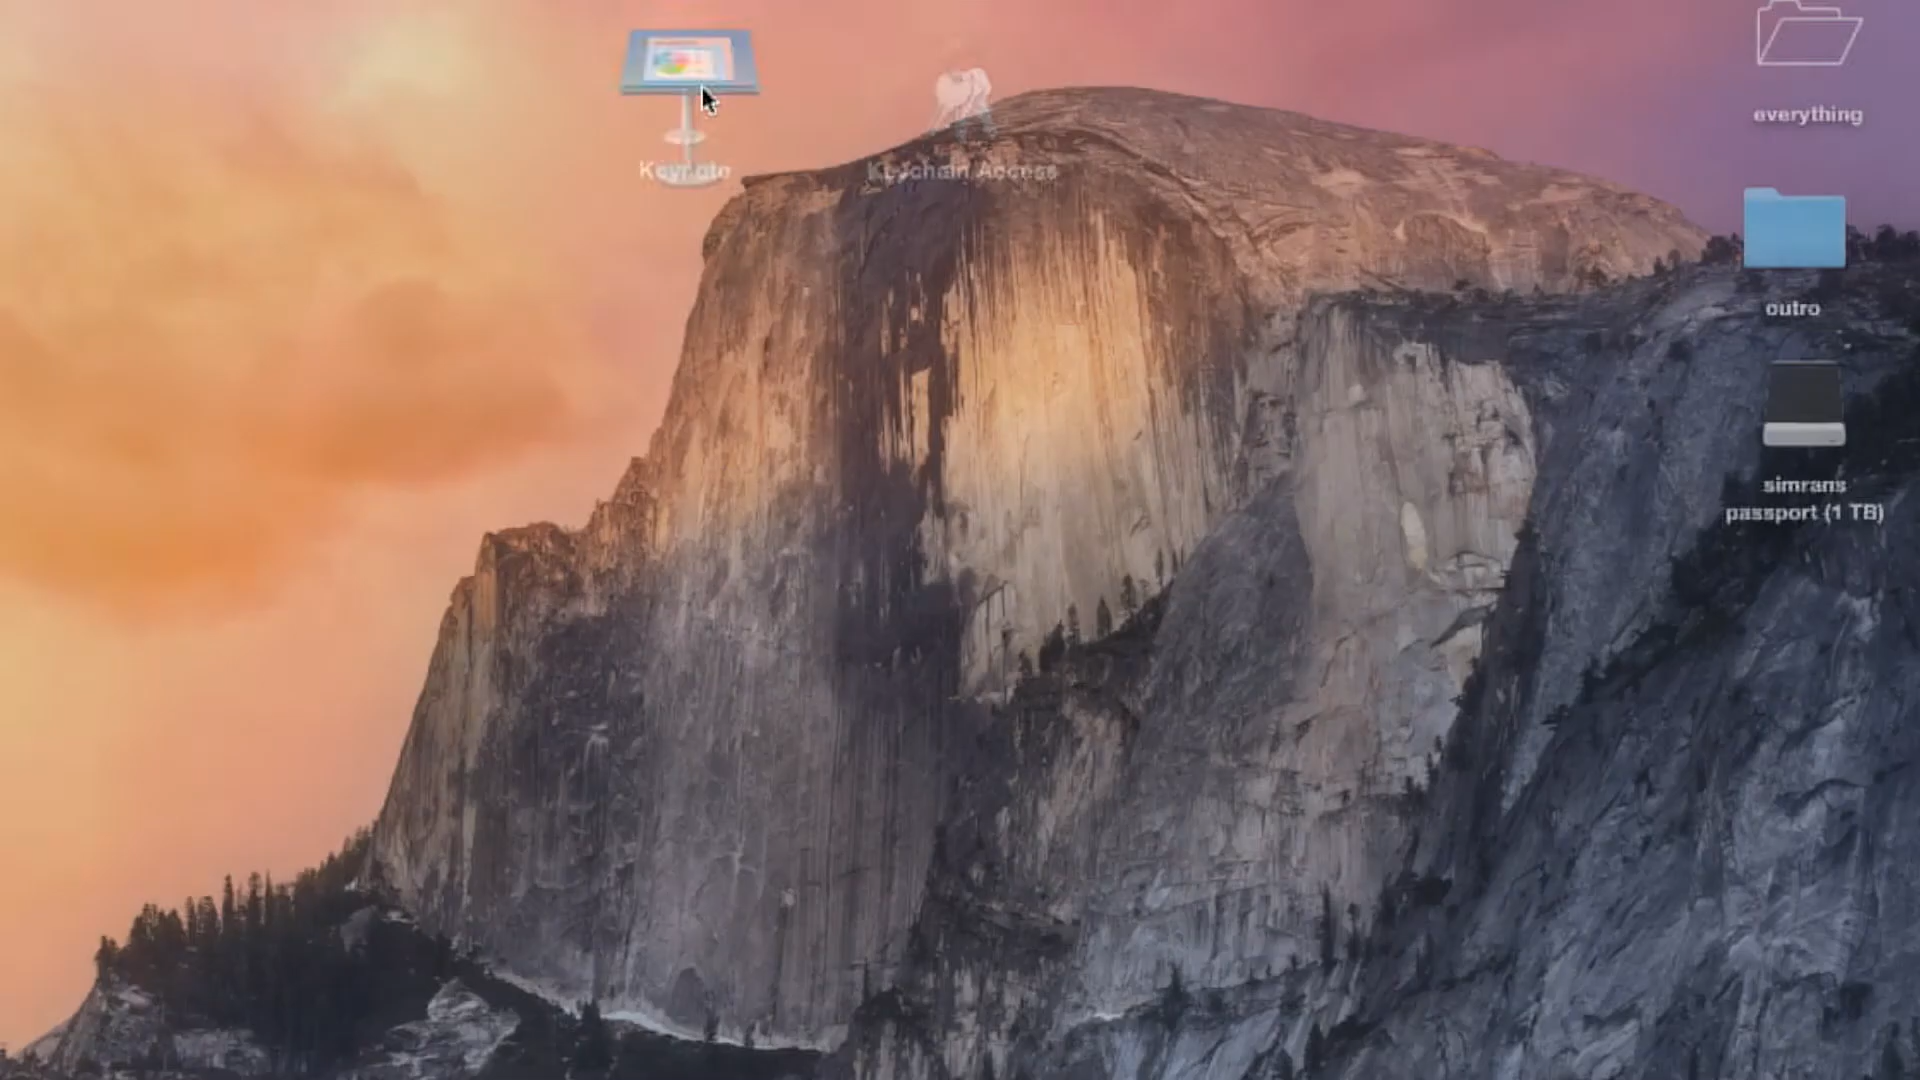 Keynote
Keychain Access
everything
outro
simrans
passport (1 TB)